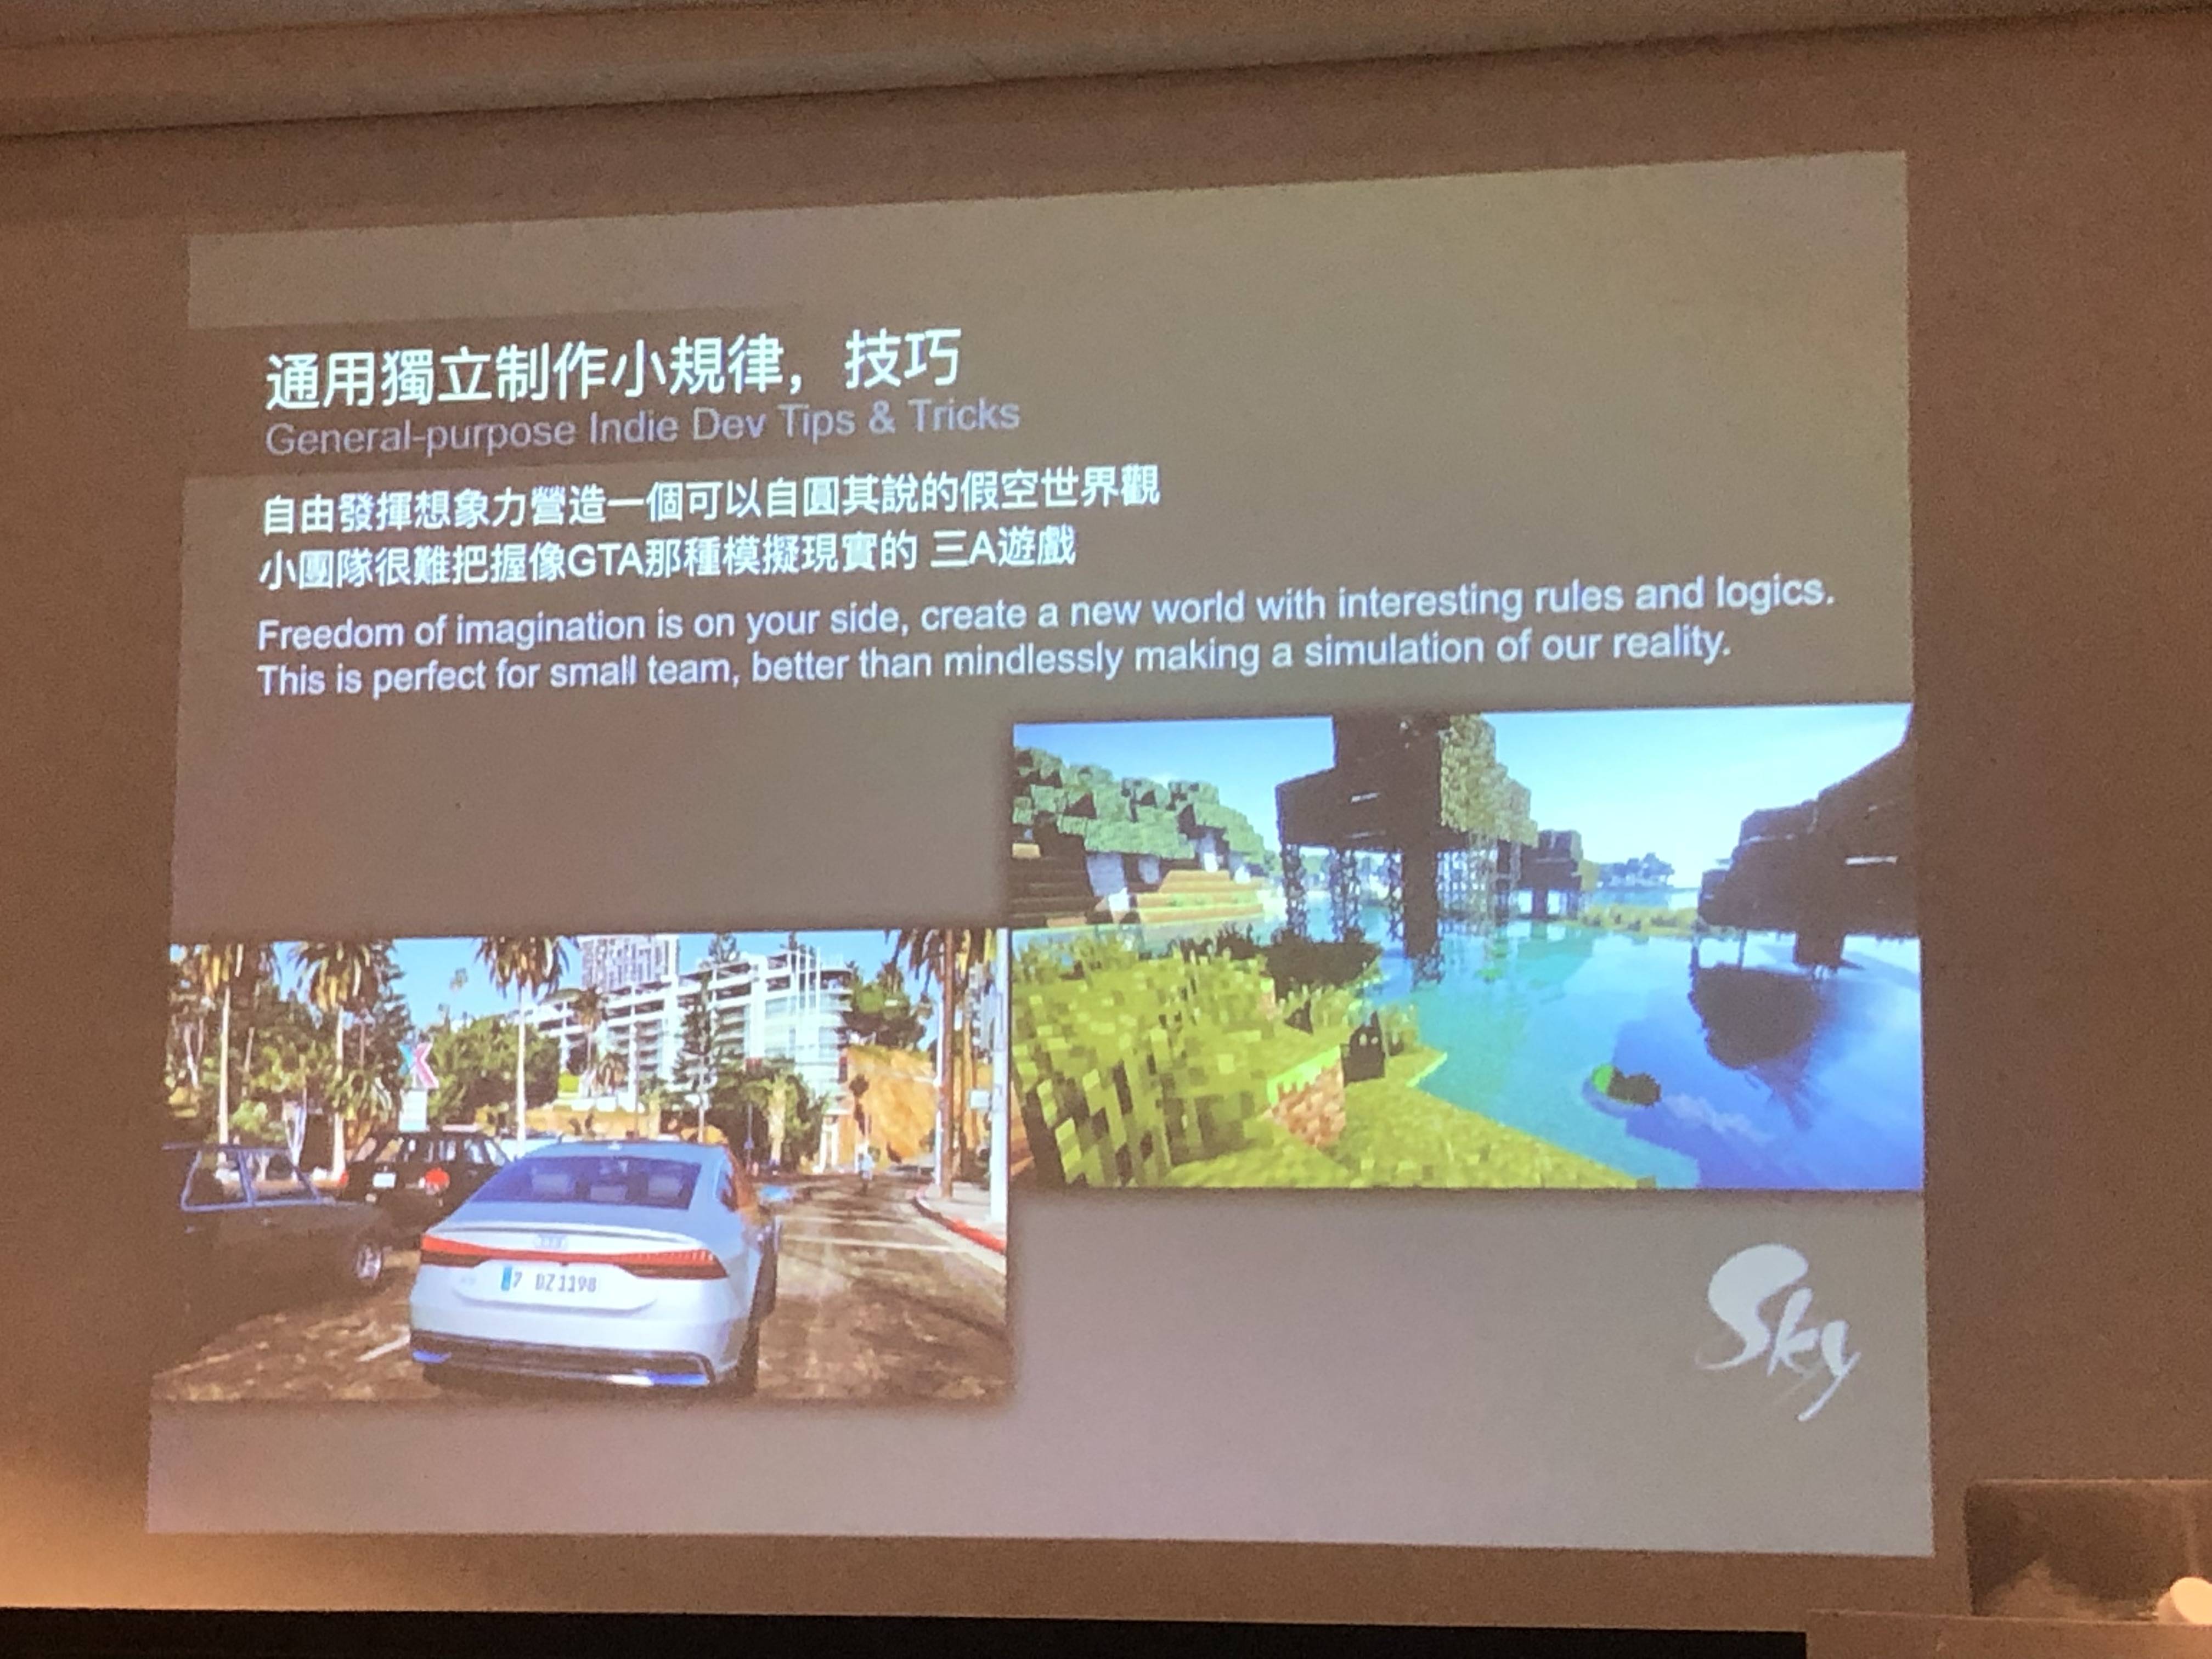 通用獨立制作小規律，技巧
General-purpose Indie Dev Tips & Tricks
自由發揮想象力營造一個可以自圓其說的假空世界觀
小團隊很難把握像GTA那種模擬現實的 三A遊戲
Freedom of imagination is on your side, create a new world with interesting rules and logics.
This is perfect for small team, better than mindlessly making a simulation of our reality.
Sky